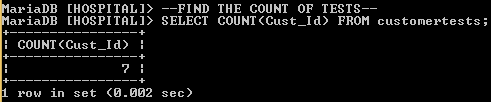 MariaDB [HOSPITAL]> --FIND THE COUNT OF TESTS--
MariaDB [HOSPITAL]> SELECT COUNT(Cust_Id) FROM customertests;
+----------------+
| COUNT(Cust_Id) |
+----------------+
|              7 |
+----------------+
1 row in set (0.002 sec)